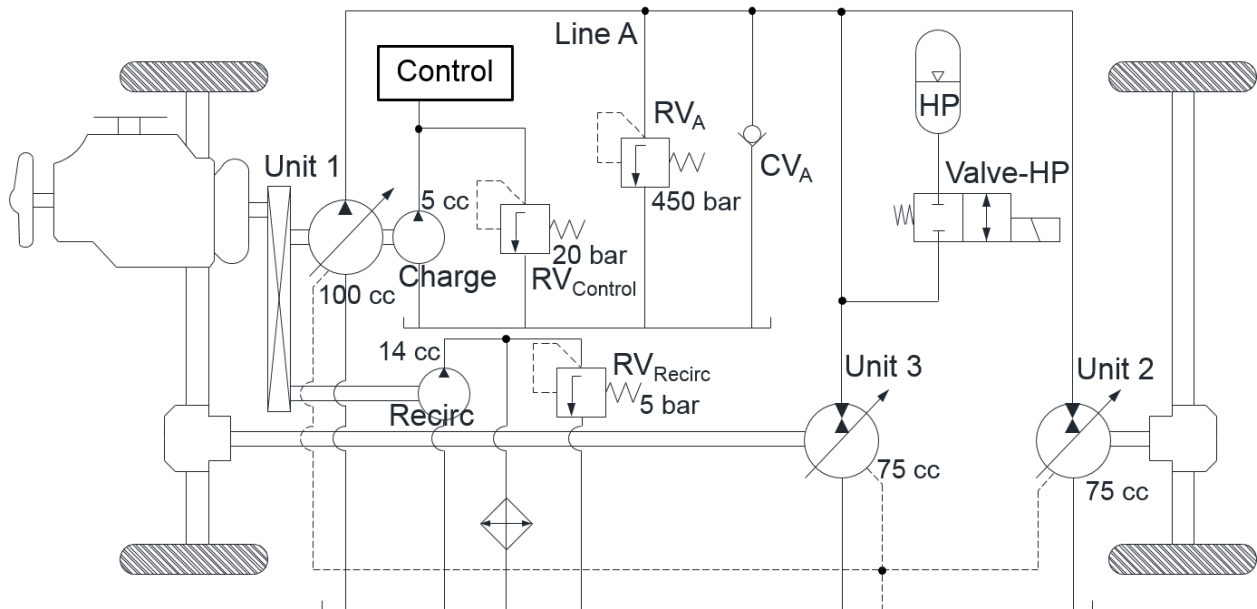 Line A
Control
HP
RV_A
Unit 1
CV_A
Valve-HP
5 cc
450 bar
20 bar
Charge
RV_Control
100 cc
14 cc
RV_Recirc
Unit 3
Unit 2
5 bar
Recirc
75 cc
75 cc